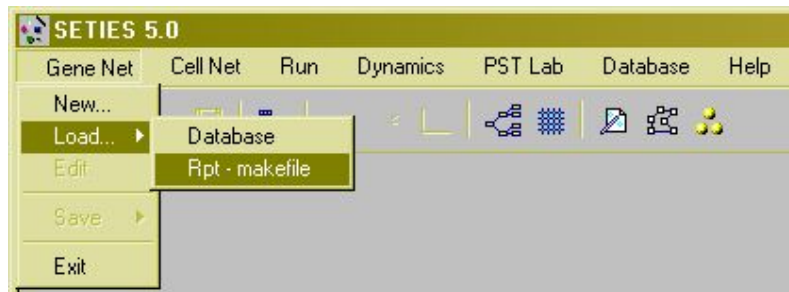 SETIES 5.0
Gene Net Cell Net Run Dynamics PST Lab Database Help
New...
Load...
Database
Edit
Rpt - makefile
Save
Exit